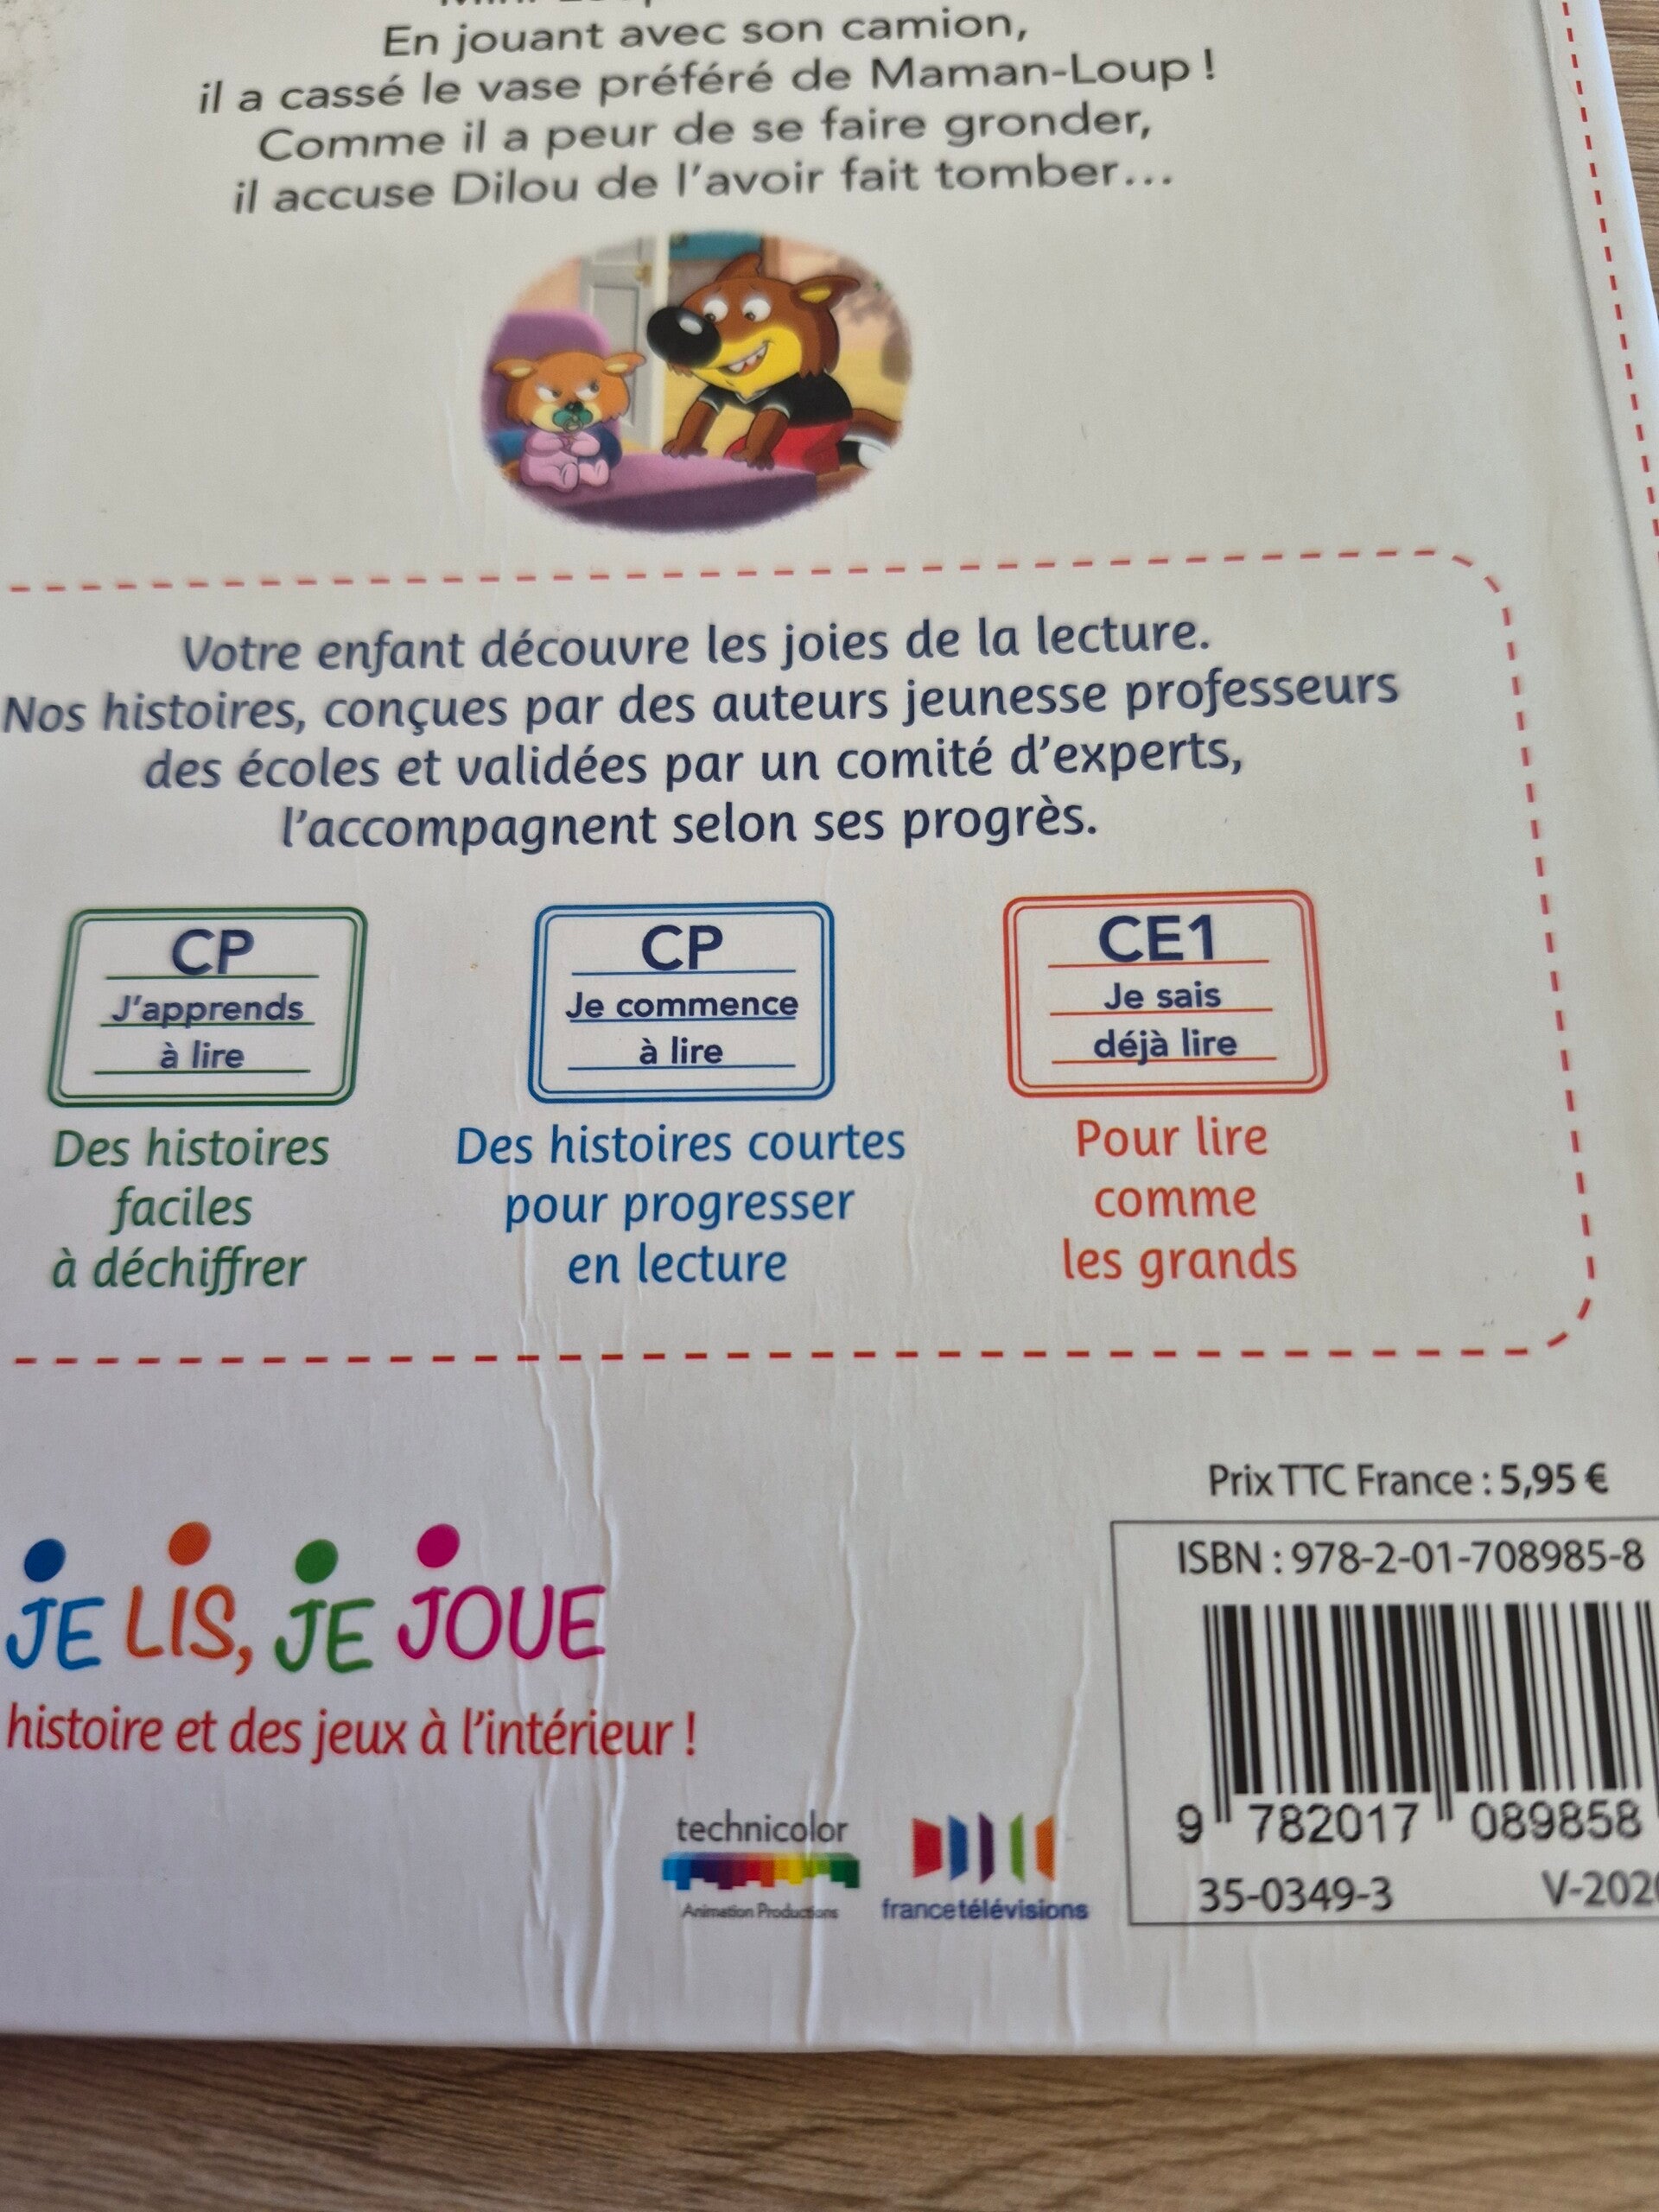 En jouant avec son camion,
il a cassé le vase préféré de Maman-Loup !
Comme il a peur de se faire gronder,
il accuse Dilou de l'avoir fait tomber...
Votre enfant découvre les joies de la lecture.
Nos histoires, conçues par des auteurs jeunesse professeurs
des écoles et validées par un comité d'experts,
l'accompagnent selon ses progrès.
CP
J'apprends
à lire
Des histoires
faciles
à déchiffrer
CP
Je commence
à lire
Des histoires courtes
pour progresser
en lecture
CE1
Je sais
déjà lire
Pour lire
comme
les grands
JE LIS, JE JOUE
histoire et des jeux à l'intérieur !
technicolor
Animation Productions
francetélévisions
Prix TTC France : 5,95 €
ISBN : 978-2-01-708985-8
9 782017 089858
35-0349-3